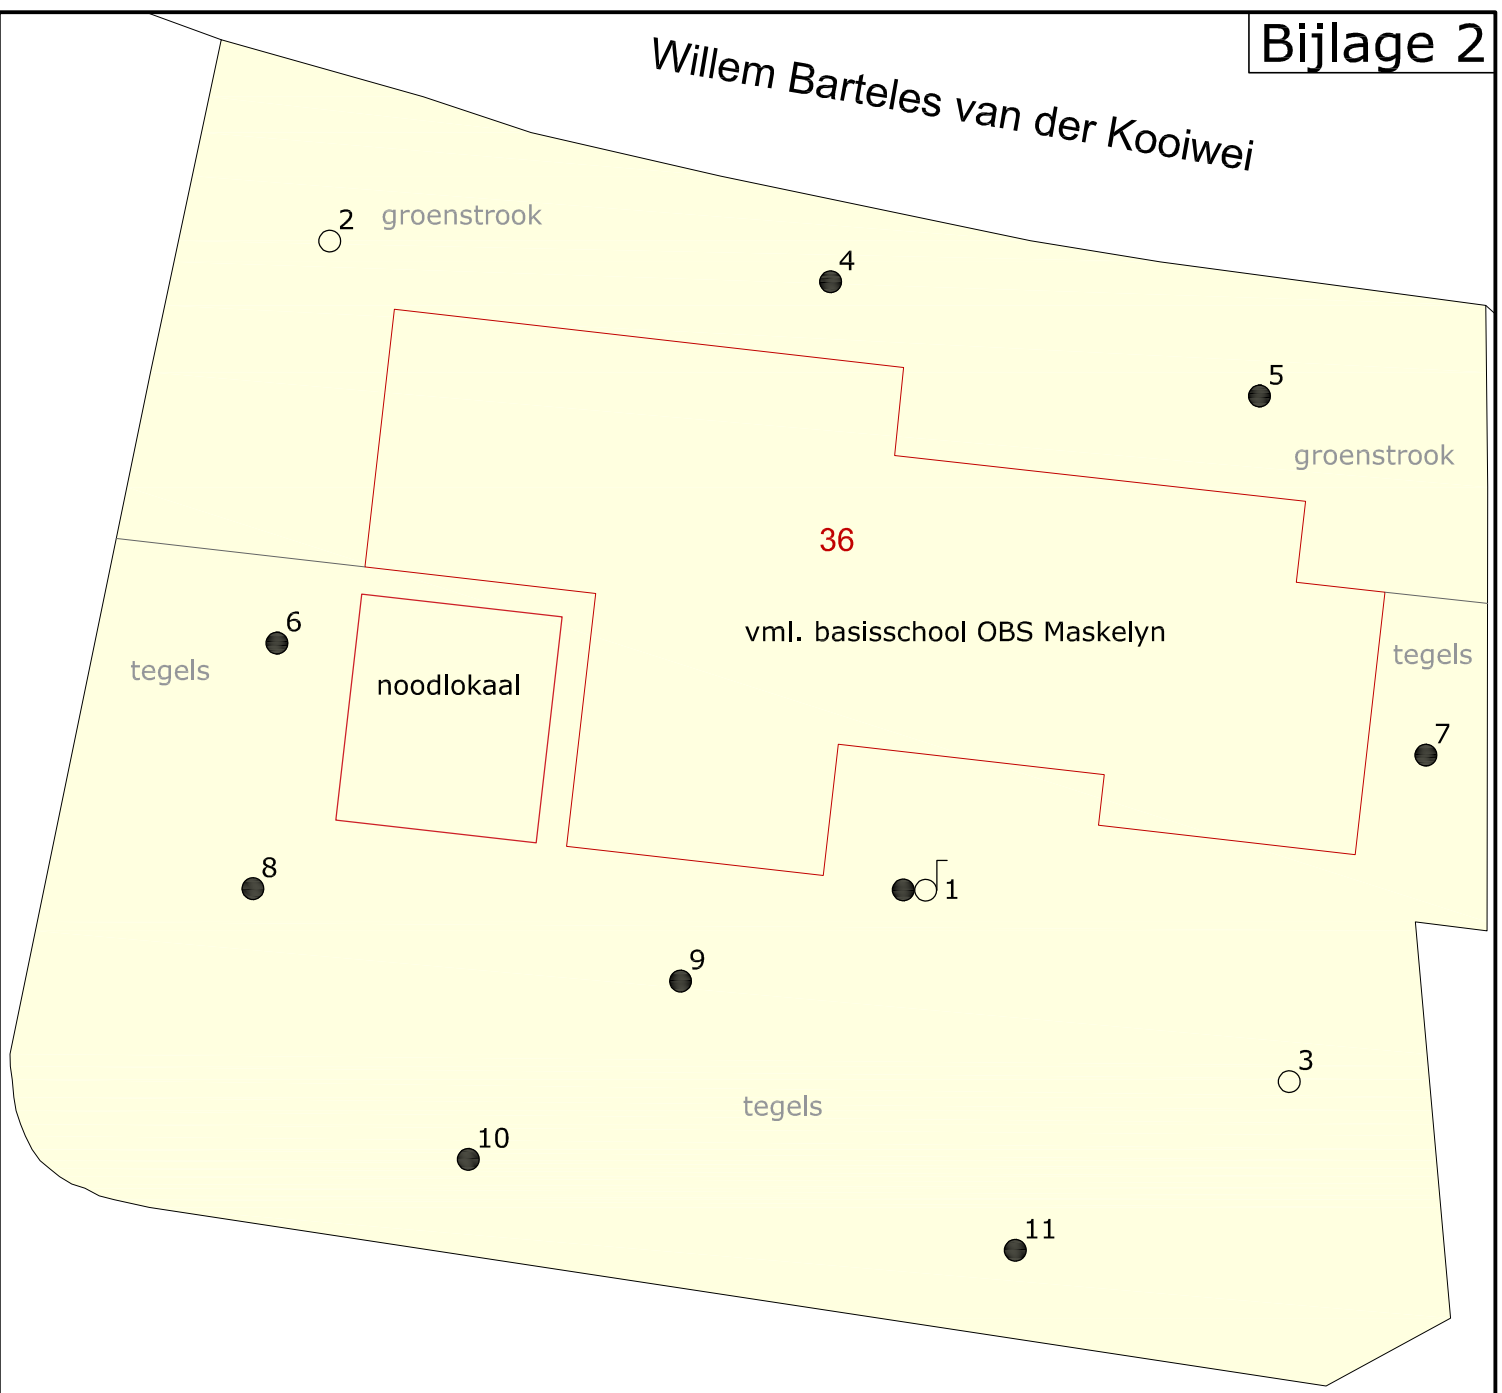 Bijlage 2
Willem Barteles van der Kooiwei
2
groenstrook
4
5
groenstrook
36
6
vml. basisschool OBS Maskelyn
tegels
tegels
noodlokaal
7
8
1
9
3
tegels
10
11